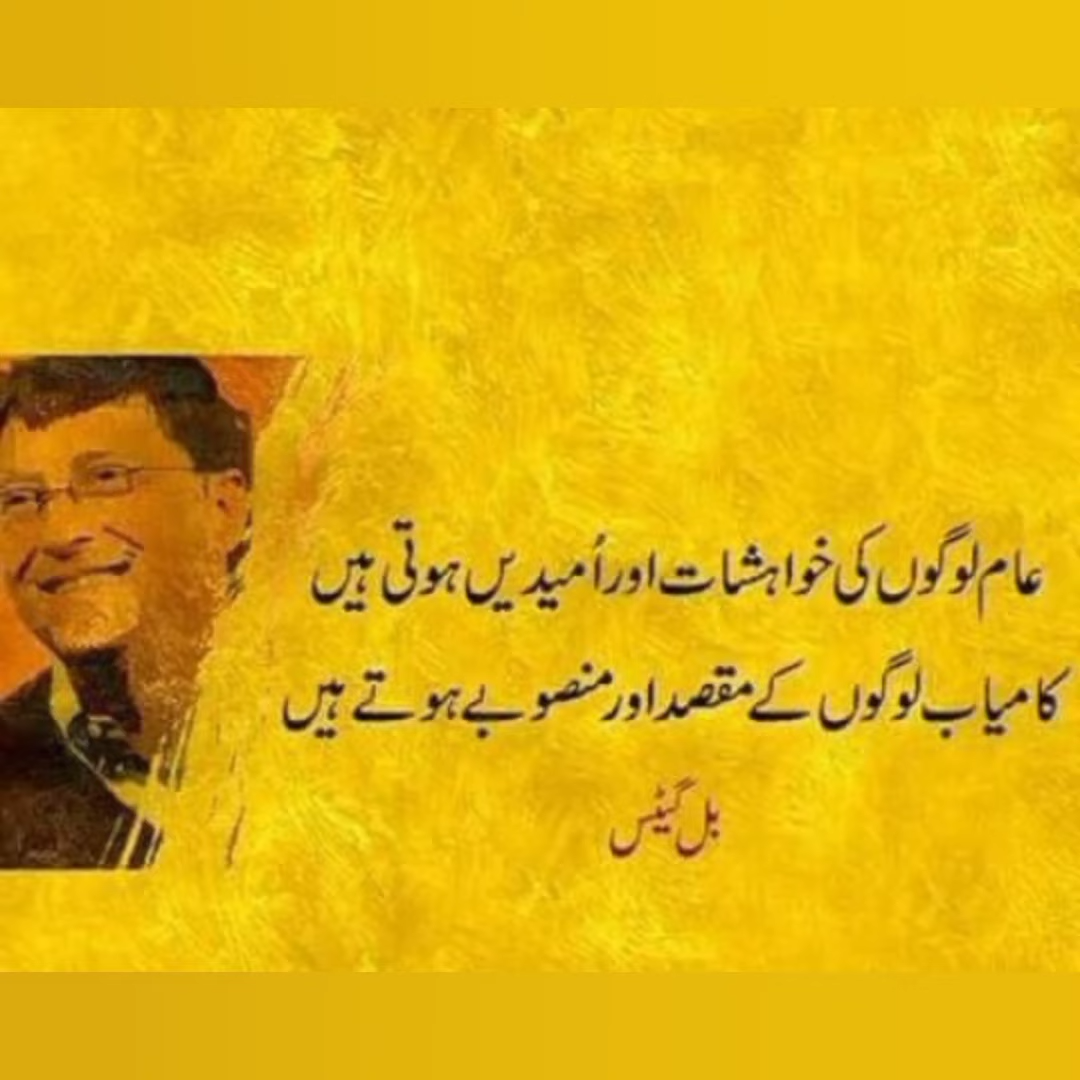 عام لوگوں کی خواہشات اور اُمیدیں ہوتی ہیں
کامیاب لوگوں کے مقصد اور منصوبے ہوتے ہیں
بل گیٹس